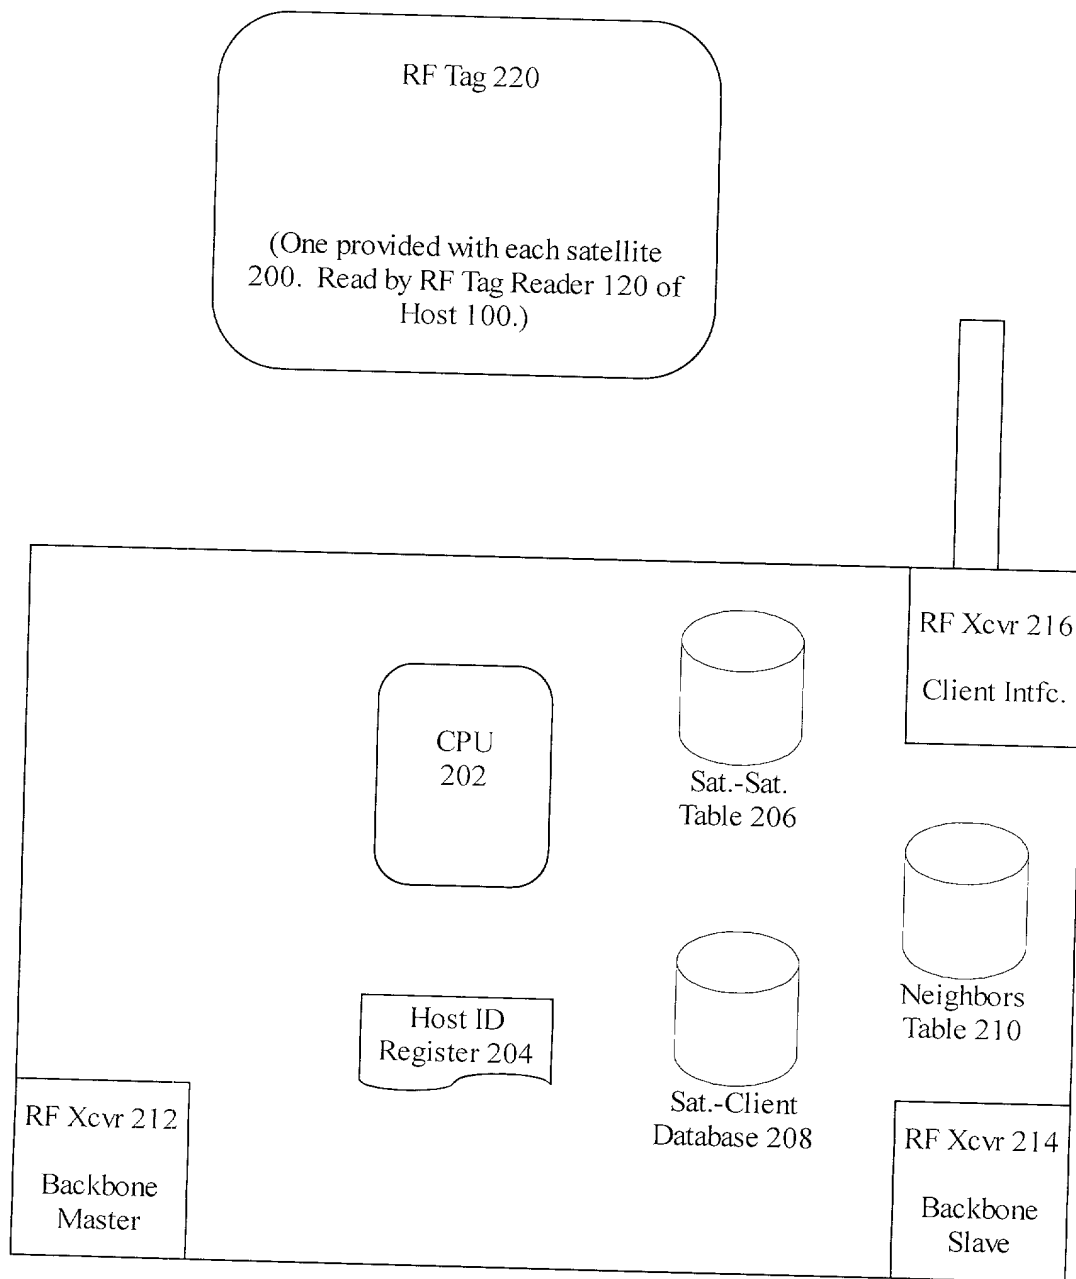 RF Tag 220
(One provided with each satellite
200. Read by RF Tag Reader 120 of
Host 100.)
RF Xcvr 216
Client Intfc.
CPU
202
Sat.-Sat.
Table 206
Neighbors
Table 210
Host ID
Register 204
Sat.-Client
Database 208
RF Xcvr 212
Backbone
Master
RF Xcvr 214
Backbone
Slave